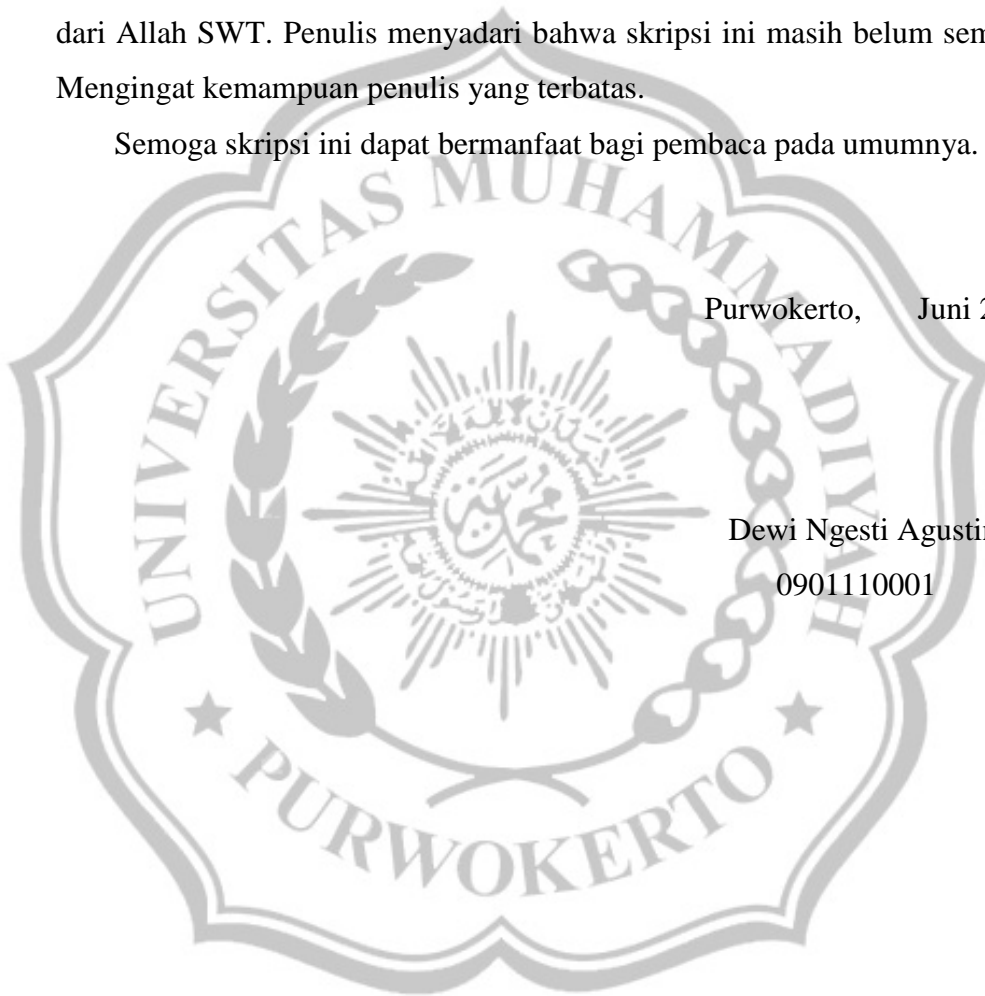 dari Allah SWT. Penulis menyadari bahwa skripsi ini masih belum sem
Mengingat kemampuan penulis yang terbatas.
Semoga skripsi ini dapat bermanfaat bagi pembaca pada umumnya.
Purwokerto, Juni 2
Dewi Ngesti Agustin
0901110001
UNIVERSITAS MUHAMMADIYAH
PURWOKERTO